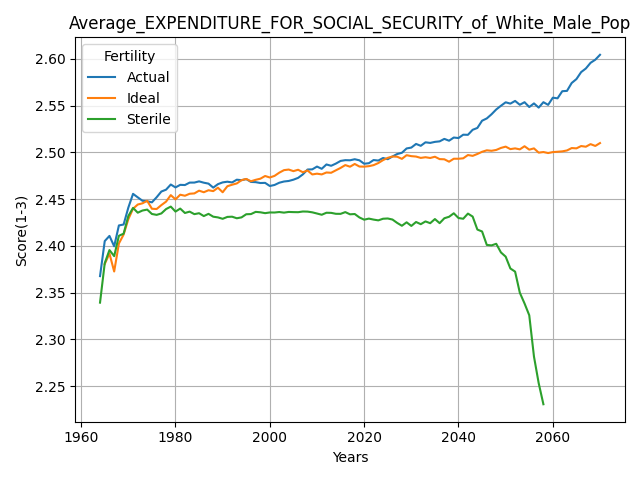 Average_EXPENDITURE_FOR_SOCIAL_SECURITY_of_White_Male_Pop
Fertility
Actual
Ideal
Sterile
2.60
2.55
2.50
2.45
2.40
2.35
2.30
2.25
Score(1-3)
1960 1980 2000 2020 2040 2060
Years